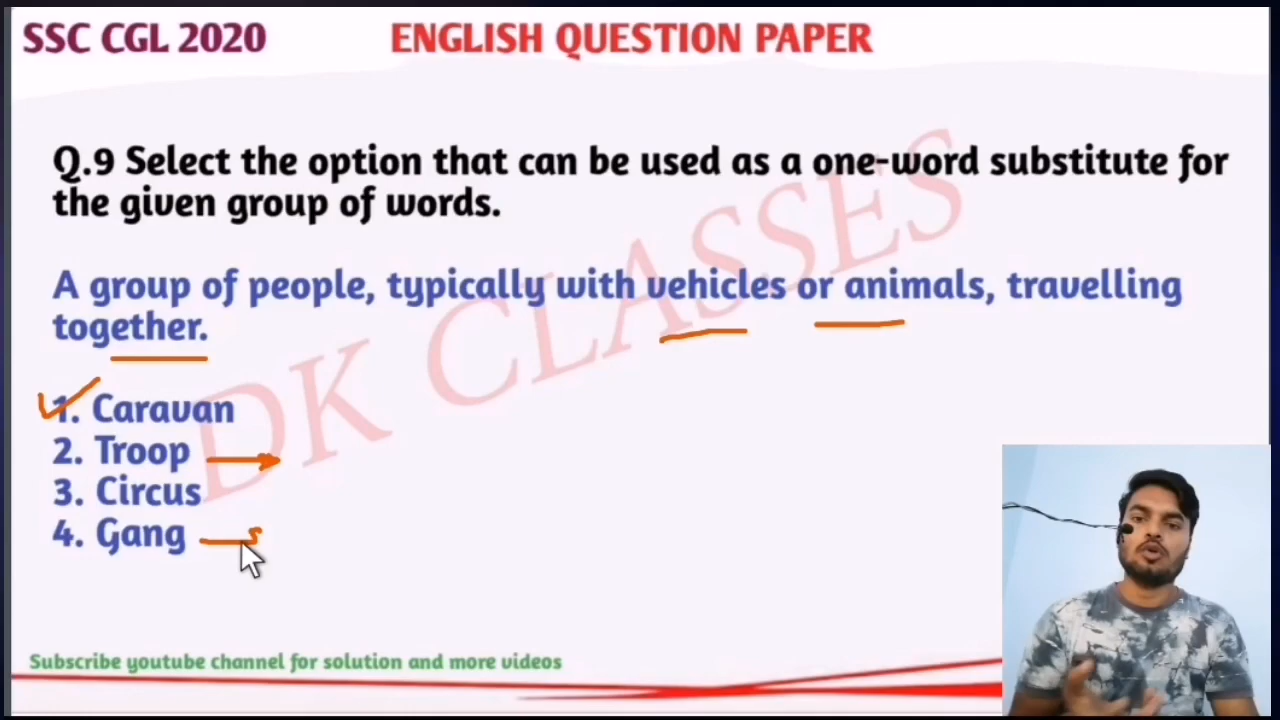 SSC CGL 2020 ENGLISH QUESTION PAPER
Q.9 Select the option that can be used as a one-word substitute for
the given group of words.
A group of people, typically with vehicles or animals, travelling
together.
1. Caravan
2. Troop
3. Circus
4. Gang
DK CLASSES
Subscribe youtube channel for solution and more videos